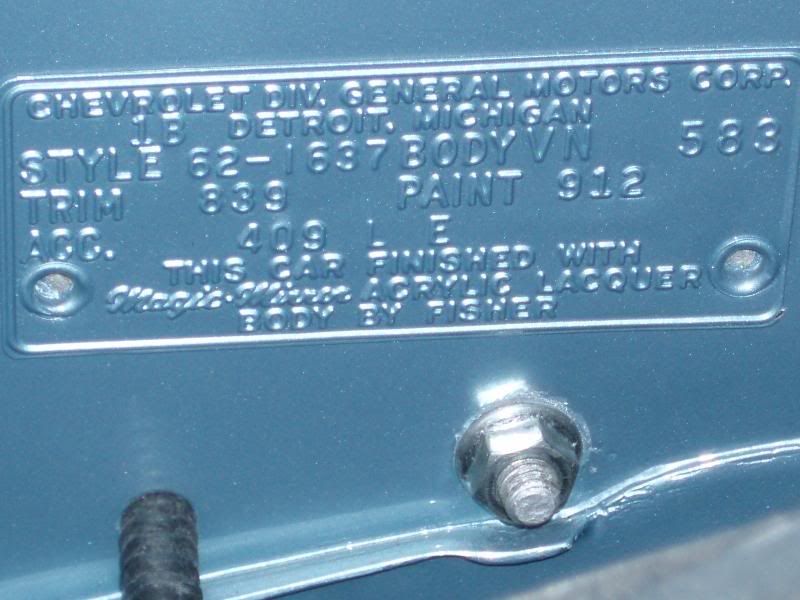 CHEVROLET DIV. GENERAL MOTORS CORP.
1B DETROIT, MICHIGAN
STYLE 62-1637 BODY VN 583
TRIM 839 PAINT 912
ACC. 409 L E
THIS CAR FINISHED WITH
Magic-Mirror ACRYLIC LACQUER
BODY BY FISHER